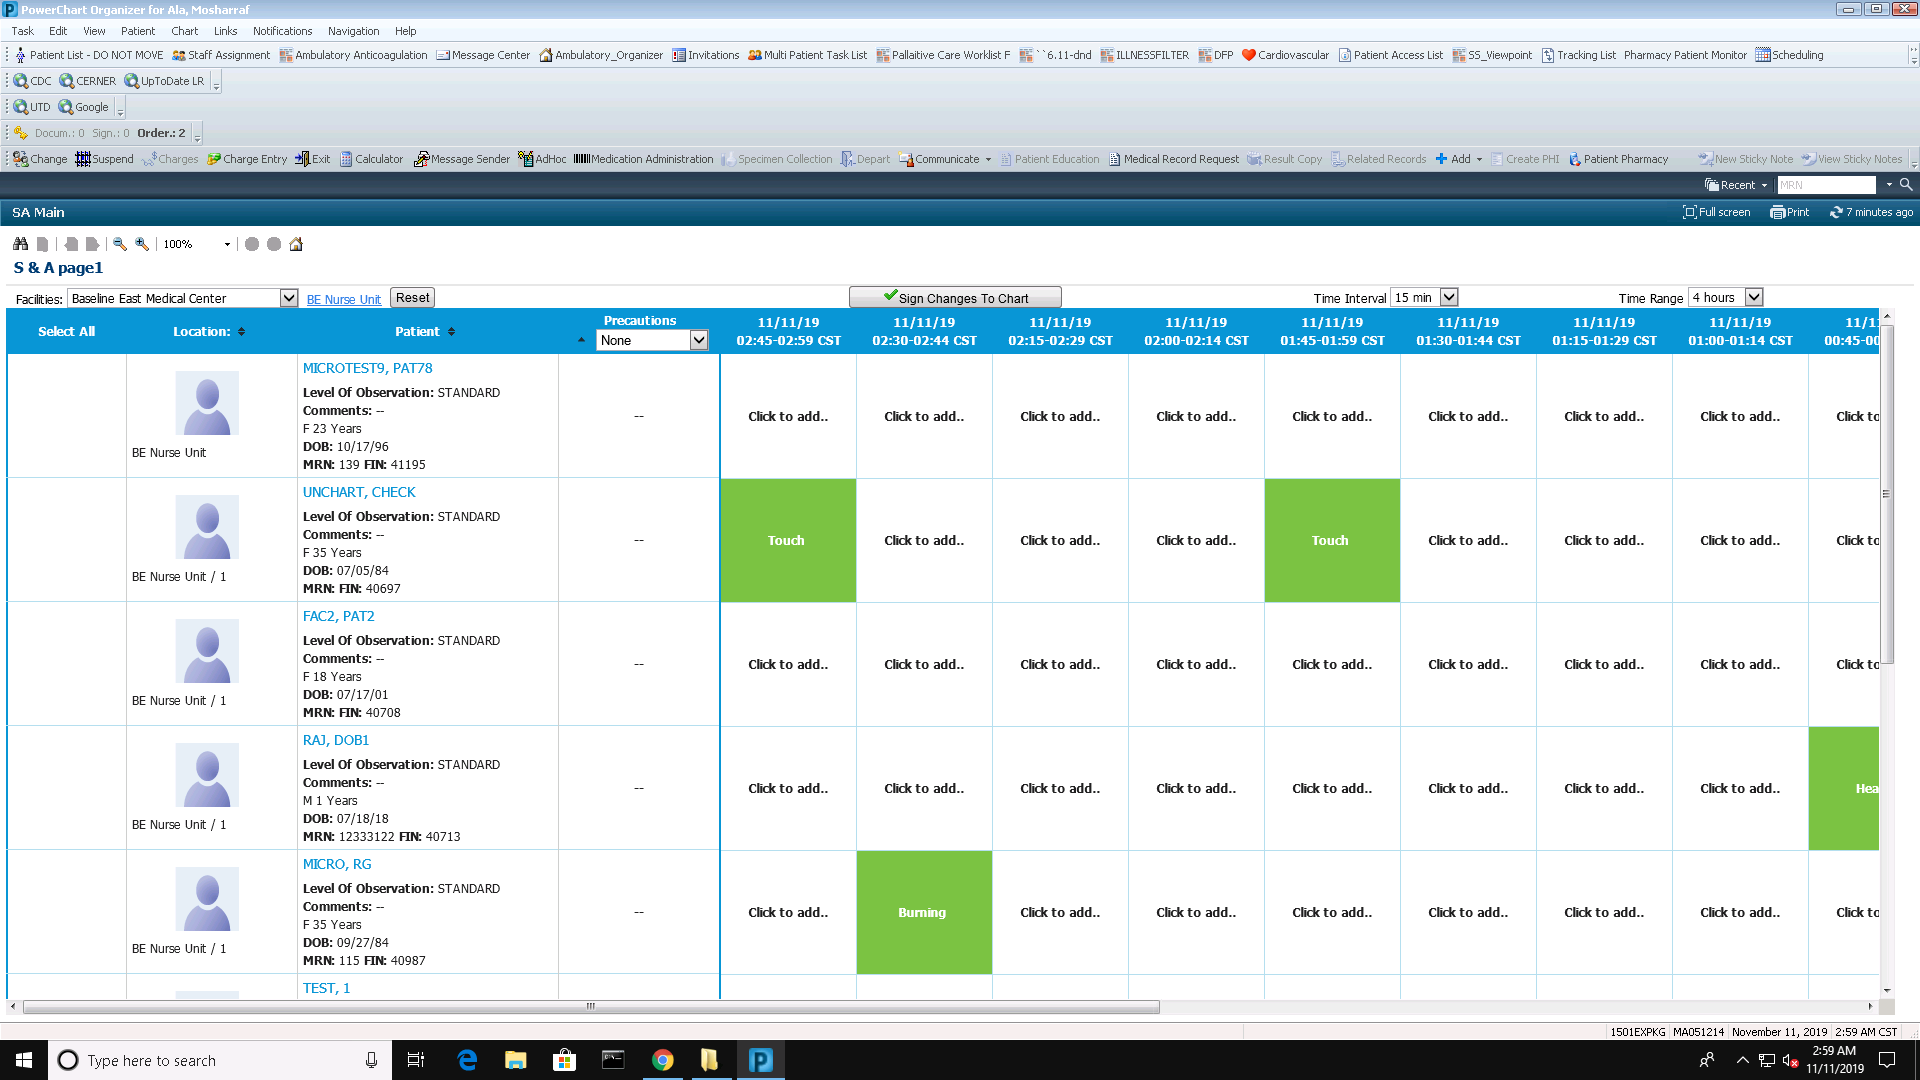 PowerChart Organizer for Ala, Mosharraf
Task Edit View Patient Chart Links Notifications Navigation Help
Patient List - DO NOT MOVE Staff Assignment Ambulatory Anticoagulation Message Center Ambulatory_Organizer Invitations Multi Patient Task List Pallaitive Care Worklist F ``6.11-dnd ILLNESSFILTER DFP Cardiovascular Patient Access List SS_Viewpoint Tracking List Pharmacy Patient Monitor Scheduling
CDC CERNER UpToDate LR
UTD Google
Docum.: 0 Sign.: 0 Order.: 2
Change Suspend Charges Charge Entry Exit Calculator Message Sender AdHoc Medication Administration Specimen Collection Depart Communicate Patient Education Medical Record Request Result Copy Related Records Add Create PHI Patient Pharmacy New Sticky Note View Sticky Notes
Recent MRN
SA Main Full screen Print 7 minutes ago
100%
S & A page1
Facilities: Baseline East Medical Center BE Nurse Unit Reset Sign Changes To Chart Time Interval 15 min Time Range 4 hours
Select All Location: Patient Precautions None
11/11/19 11/11/19 11/11/19 11/11/19 11/11/19 11/11/19 11/11/19 11/11/19 11/1
02:45-02:59 CST 02:30-02:44 CST 02:15-02:29 CST 02:00-02:14 CST 01:45-01:59 CST 01:30-01:44 CST 01:15-01:29 CST 01:00-01:14 CST 00:45-00
MICROTEST9, PAT78
Level Of Observation: STANDARD
Comments: --
F 23 Years
DOB: 10/17/96
MRN: 139 FIN: 41195
BE Nurse Unit
-- Click to add.. Click to add.. Click to add.. Click to add.. Click to add.. Click to add.. Click to add.. Click to add.. Click to
UNCHART, CHECK
Level Of Observation: STANDARD
Comments: --
F 35 Years
DOB: 07/05/84
MRN: FIN: 40697
BE Nurse Unit / 1
-- Touch Click to add.. Click to add.. Click to add.. Touch Click to add.. Click to add.. Click to add.. Click to
FAC2, PAT2
Level Of Observation: STANDARD
Comments: --
F 18 Years
DOB: 07/17/01
MRN: FIN: 40708
BE Nurse Unit / 1
-- Click to add.. Click to add.. Click to add.. Click to add.. Click to add.. Click to add.. Click to add.. Click to add.. Click to
RAJ, DOB1
Level Of Observation: STANDARD
Comments: --
M 1 Years
DOB: 07/18/18
MRN: 12333122 FIN: 40713
BE Nurse Unit / 1
-- Click to add.. Click to add.. Click to add.. Click to add.. Click to add.. Click to add.. Click to add.. Click to add.. Hea
MICRO, RG
Level Of Observation: STANDARD
Comments: --
F 35 Years
DOB: 09/27/84
MRN: 115 FIN: 40987
BE Nurse Unit / 1
-- Click to add.. Burning Click to add.. Click to add.. Click to add.. Click to add.. Click to add.. Click to add.. Click to
TEST, 1
1501EXPKG MA051214 November 11, 2019 2:59 AM CST
Type here to search
2:59 AM
11/11/2019